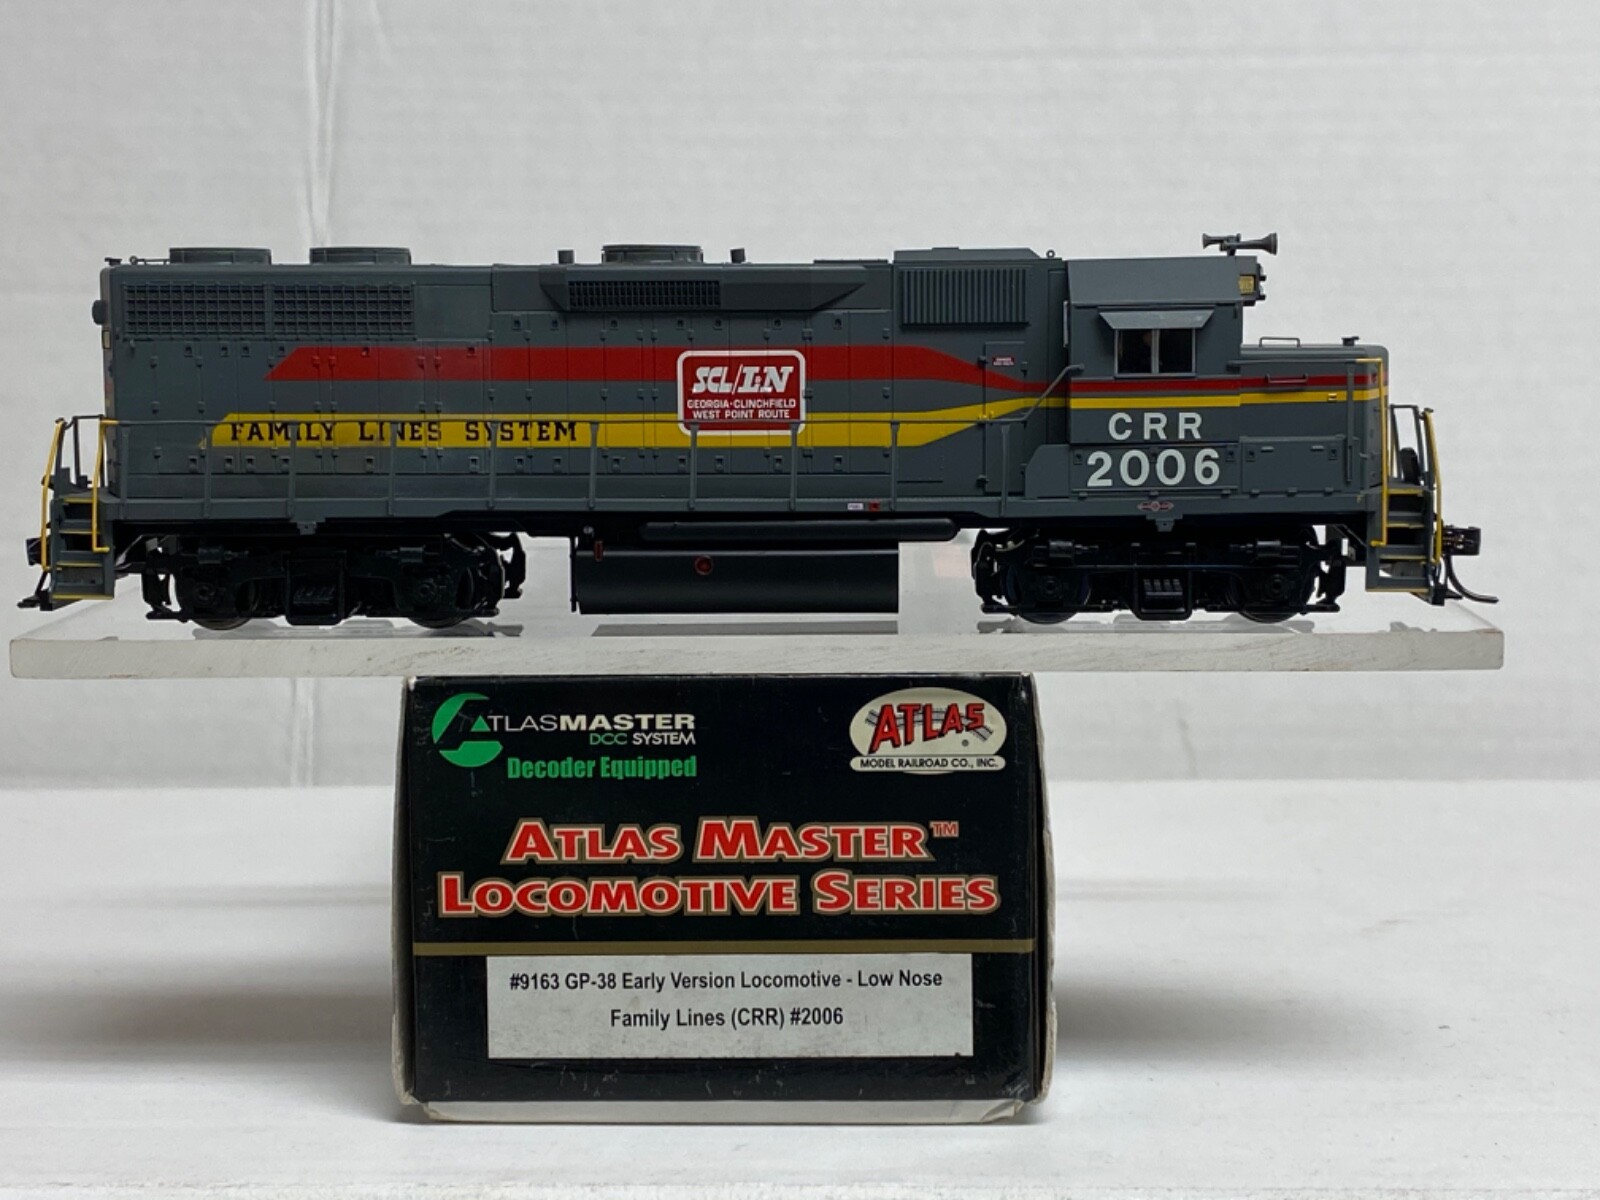 SCL/L&N
GEORGIA-CLINCHFIELD
WEST POINT ROUTE
FAMILY LINES SYSTEM
CRR
2006
ATLASMASTER
DCC SYSTEM
Decoder Equipped
ATLAS
®
MODEL RAILROAD CO., INC.
ATLAS MASTER™
LOCOMOTIVE SERIES
#9163 GP-38 Early Version Locomotive - Low Nose
Family Lines (CRR) #2006